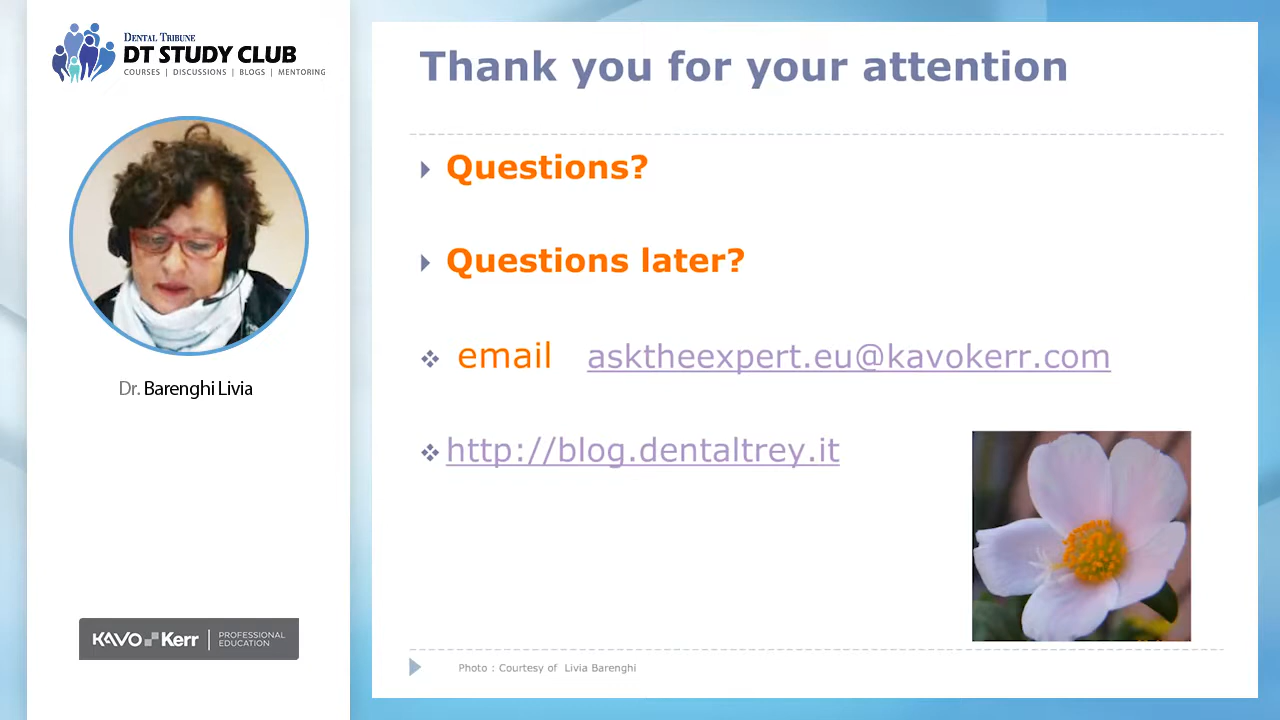 DENTAL TRIBUNE
DT STUDY CLUB
COURSES | DISCUSSIONS | BLOGS | MENTORING
Dr. Barenghi Livia
KAVO Kerr | PROFESSIONAL EDUCATION
Thank you for your attention
Questions?
Questions later?
email asktheexpert.eu@kavokerr.com
http://blog.dentaltrey.it
Photo : Courtesy of Livia Barenghi